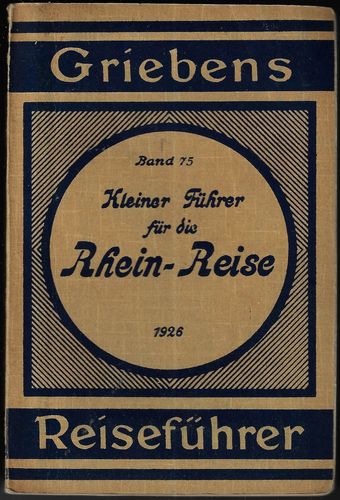 Griebens
Band 75
Kleiner Führer
für die
Rhein-Reise
1926
Reiseführer